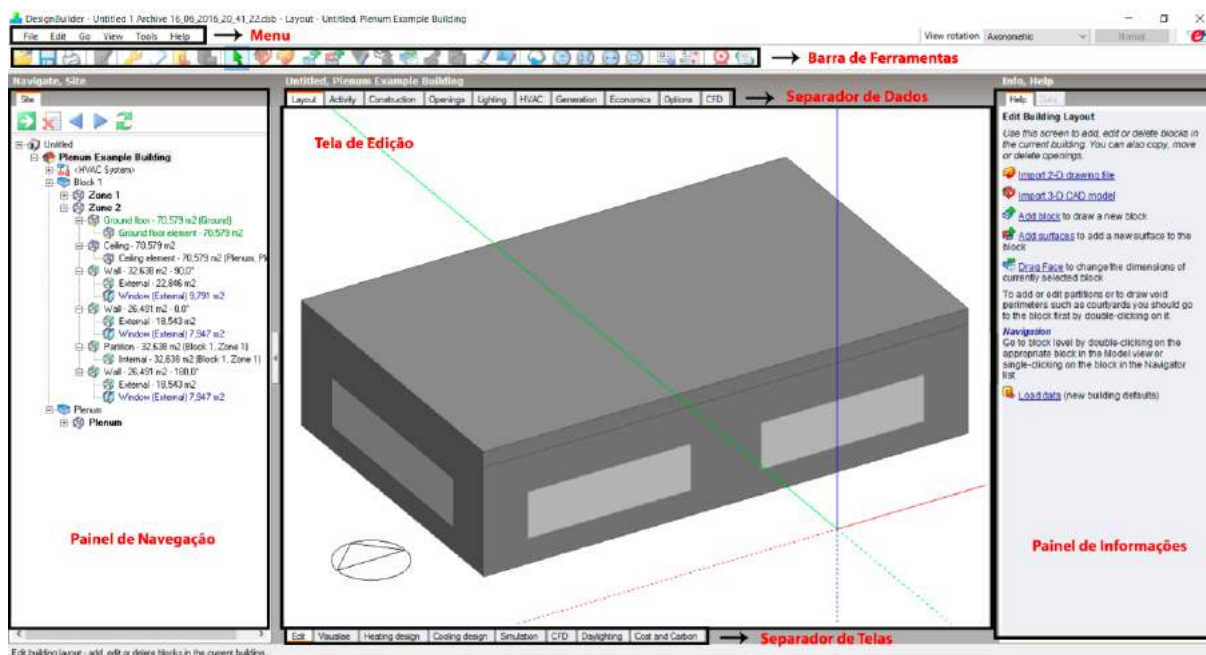 DesignBuilder - Untitled 1 Archive 16_06_2016_20_41_22.dsb - Layout - Untitled, Plenum Example Building
File Edit Go View Tools Help
Menu
View rotation Axonometric Normal
Barra de Ferramentas
Navigate, Site
Untitled, Plenum Example Building
Info, Help
Site
Layout Activity Construction Openings Lighting HVAC Generation Economics Options CFD
Separador de Dados
Help Data
Tela de Edição
Untitled
Plenum Example Building
<HVAC System>
Block 1
Zone 1
Zone 2
Ground floor - 70,579 m2 (Ground)
Ground floor element - 70,579 m2
Ceiling - 70,579 m2
Ceiling element - 70,579 m2 (Plenum, Pl
Wall - 32,638 m2 - 90,0°
External - 22,846 m2
Window (External) 9,791 m2
Wall - 26,491 m2 - 0,0°
External - 18,543 m2
Window (External) 7,947 m2
Partition - 32,638 m2 (Block 1, Zone 1)
Internal - 32,638 m2 (Block 1, Zone 1)
Wall - 26,491 m2 - 180,0°
External - 18,543 m2
Window (External) 7,947 m2
Plenum
Plenum
Painel de Navegação
Edit Building Layout
Use this screen to add, edit or delete blocks in
the current building. You can also copy, move
or delete openings.
Import 2-D drawing file
Import 3-D CAD model
Add block to draw a new block
Add surfaces to add a new surface to the
block
Drag Face to change the dimensions of
currently selected block
To add or edit partitions or to draw void
perimeters such as courtyards you should go
to the block first by double-clicking on it.
Navigation
Go to block level by double-clicking on the
appropriate block in the Model view or
single-clicking on the block in the Navigator
list
Load data (new building defaults)
Painel de Informações
Edit Visualise Heating design Cooling design Simulation CFD Daylighting Cost and Carbon
Separador de Telas
Edit building layout - add, edit or delete blocks in the current building.